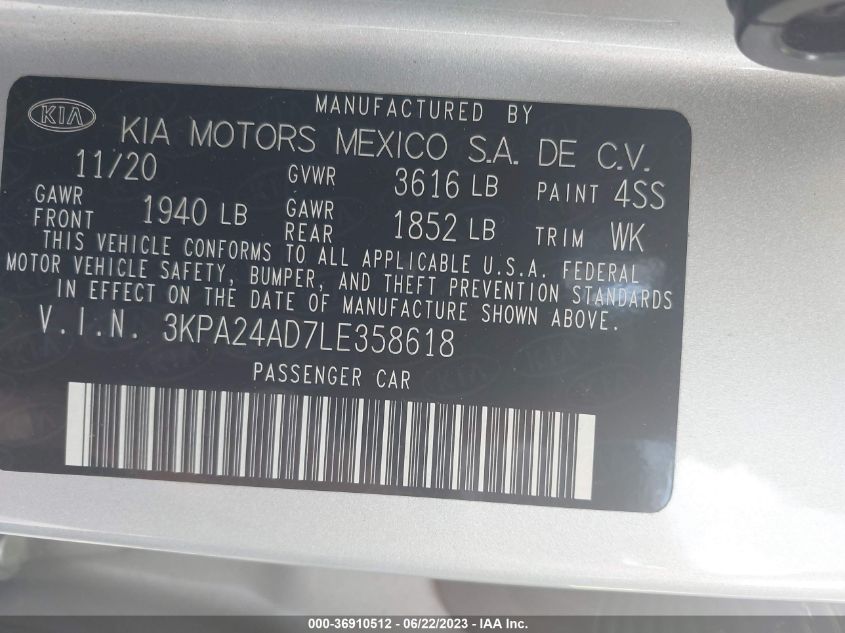 MANUFACTURED BY
KIA KIA MOTORS MEXICO S.A. DE C.V.
11/20 GVWR 3616 LB PAINT 4SS
GAWR FRONT 1940 LB GAWR REAR 1852 LB TRIM WK
THIS VEHICLE CONFORMS TO ALL APPLICABLE U.S.A. FEDERAL
MOTOR VEHICLE SAFETY, BUMPER, AND THEFT PREVENTION STANDARDS
IN EFFECT ON THE DATE OF MANUFACTURE SHOWN ABOVE.
V.I.N. 3KPA24AD7LE358618
PASSENGER CAR
000-36910512 - 06/22/2023 - IAA Inc.